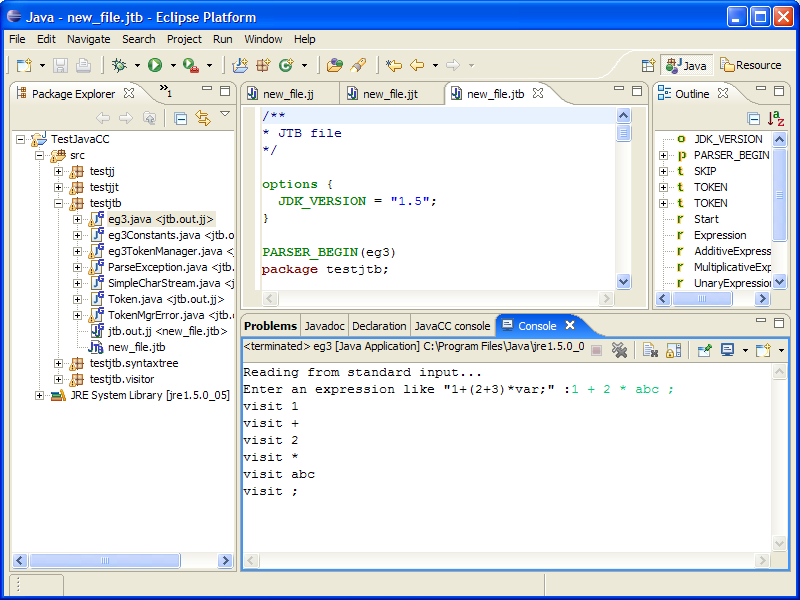 Java - new_file.jtb - Eclipse Platform
File Edit Navigate Search Project Run Window Help
Java Resource
Package Explorer
1
TestJavaCC
src
testjj
testjjt
testjtb
eg3.java <jtb.out.jj>
eg3Constants.java <jtb.o
eg3TokenManager.java <
ParseException.java <jtb.
SimpleCharStream.java <
Token.java <jtb.out.jj>
TokenMgrError.java <jtb.
jtb.out.jj <new_file.jtb>
new_file.jtb
testjtb.syntaxtree
testjtb.visitor
JRE System Library [jre1.5.0_05]
new_file.jj new_file.jjt new_file.jtb
/**
* JTB file
*/
options {
JDK_VERSION = "1.5";
}
PARSER_BEGIN(eg3)
package testjtb;
Outline
JDK_VERSION
PARSER_BEGIN
SKIP
TOKEN
TOKEN
Start
Expression
AdditiveExpress
MultiplicativeExp
UnaryExpression
Problems Javadoc Declaration JavaCC console Console
<terminated> eg3 [Java Application] C:\Program Files\Java\jre1.5.0_0
Reading from standard input...
Enter an expression like "1+(2+3)*var;" :1 + 2 * abc ;
visit 1
visit +
visit 2
visit *
visit abc
visit ;